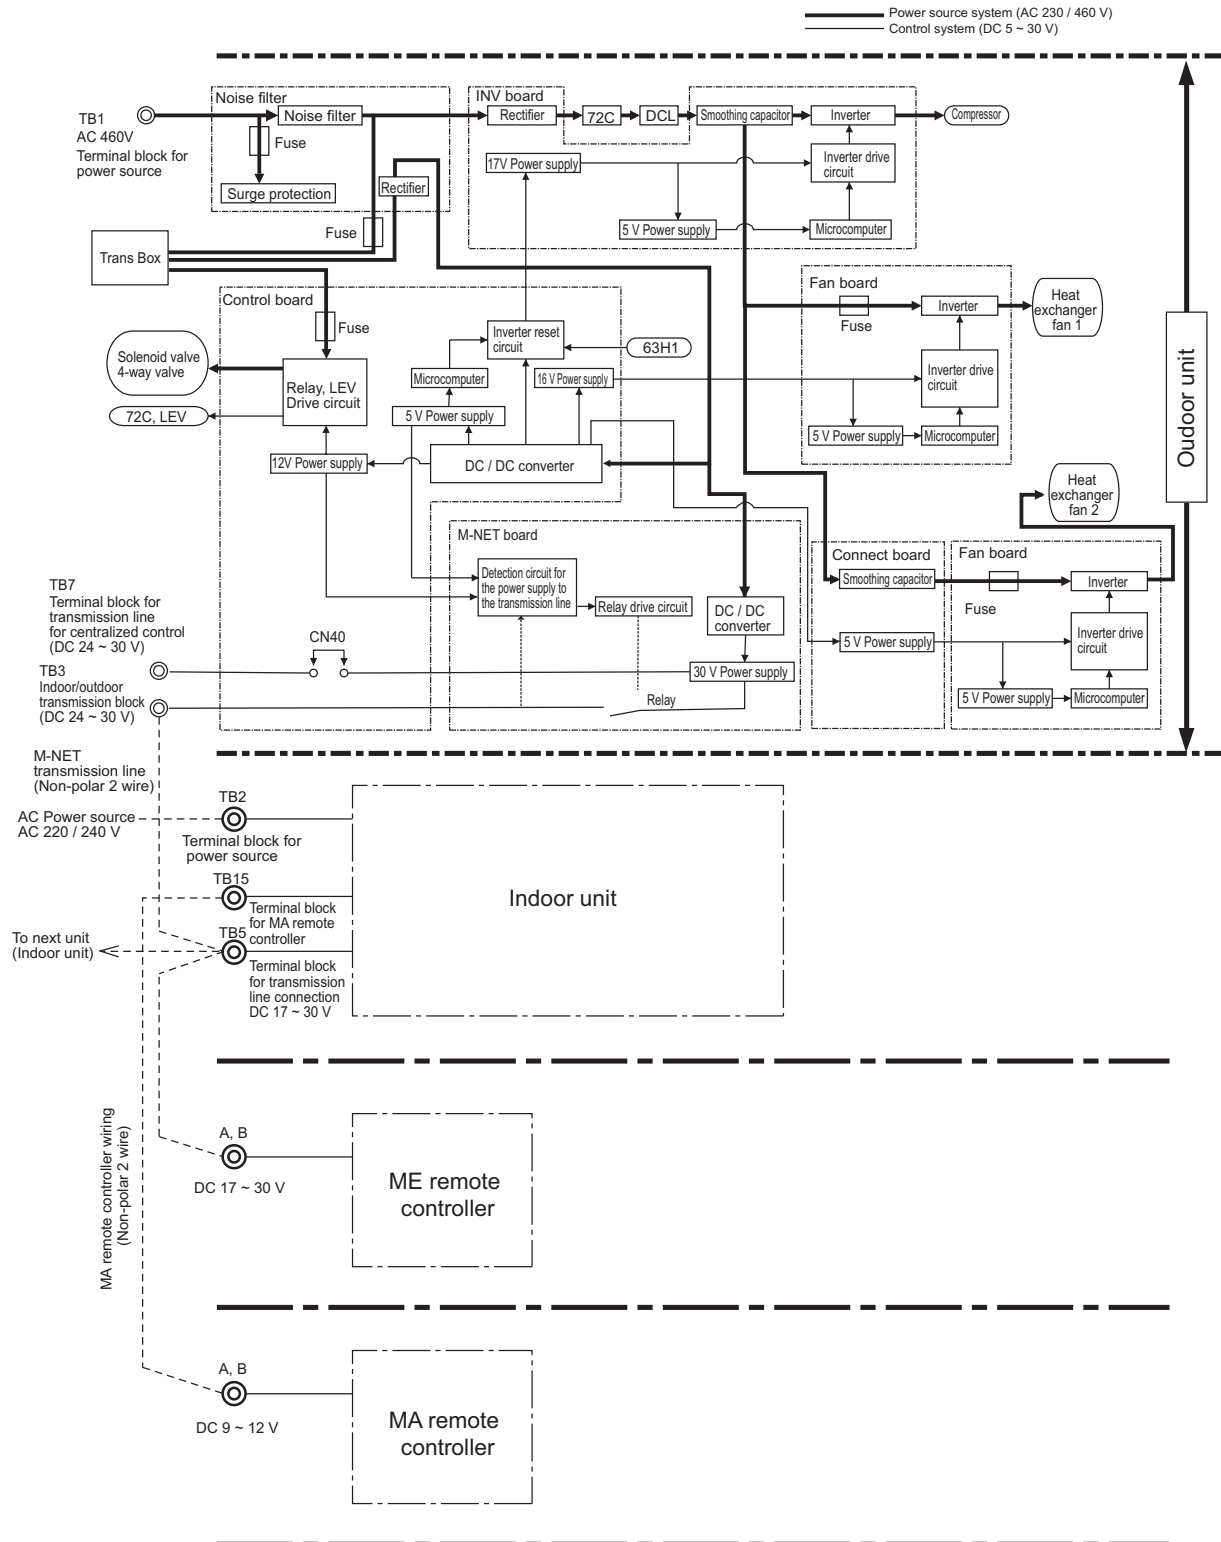 Power source system (AC 230 / 460 V)
Control system (DC 5 ~ 30 V)
Noise filter
INV board
TB1
AC 460V
Terminal block for
power source
Noise filter
Rectifier
72C
DCL
Smoothing capacitor
Inverter
Compressor
Fuse
17V Power supply
Inverter drive
circuit
Surge protection
Rectifier
5 V Power supply
Microcomputer
Fuse
Trans Box
Control board
Fan board
Fuse
Inverter
Heat
exchanger
fan 1
Fuse
Inverter reset
circuit
63H1
Solenoid valve
4-way valve
Relay, LEV
Drive circuit
Microcomputer
16 V Power supply
Inverter drive
circuit
72C, LEV
5 V Power supply
5 V Power supply
Microcomputer
12V Power supply
DC / DC converter
Oudoor unit
Heat
exchanger
fan 2
M-NET board
Connect board
Fan board
Detection circuit for
the power supply to
the transmission line
Smoothing capacitor
Inverter
Fuse
TB7
Terminal block for
transmission line
for centralized control
(DC 24 ~ 30 V)
Relay drive circuit
DC / DC
converter
CN40
5 V Power supply
Inverter drive
circuit
TB3
Indoor/outdoor
transmission block
(DC 24 ~ 30 V)
30 V Power supply
Relay
5 V Power supply
Microcomputer
M-NET
transmission line
(Non-polar 2 wire)
TB2
AC Power source
AC 220 / 240 V
Terminal block for
power source
TB15
Indoor unit
Terminal block
for MA remote
controller
TB5
To next unit
(Indoor unit)
Terminal block
for transmission
line connection
DC 17 ~ 30 V
MA remote controller wiring
(Non-polar 2 wire)
A, B
DC 17 ~ 30 V
ME remote
controller
A, B
DC 9 ~ 12 V
MA remote
controller